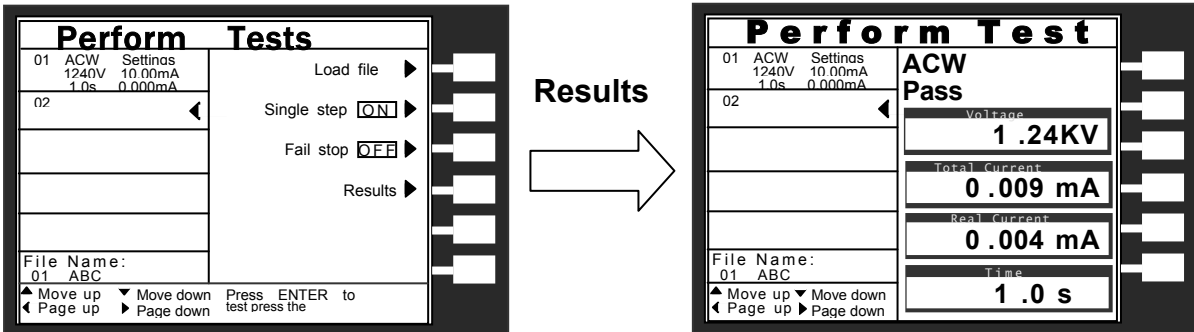 Perform Tests
01 ACW Settings
1240V 10.00mA
1.0s 0.000mA
02
Load file
Single step ON
Fail stop OFF
Results
File Name:
01 ABC
Move up Move down
Page up Page down
Press ENTER to
test press the
Results
Perform Test
01 ACW Settings
1240V 10.00mA
1.0s 0.000mA
02
ACW
Pass
Voltage
1.24KV
Total Current
0.009 mA
Real Current
0.004 mA
Time
1.0 s
File Name:
01 ABC
Move up Move down
Page up Page down